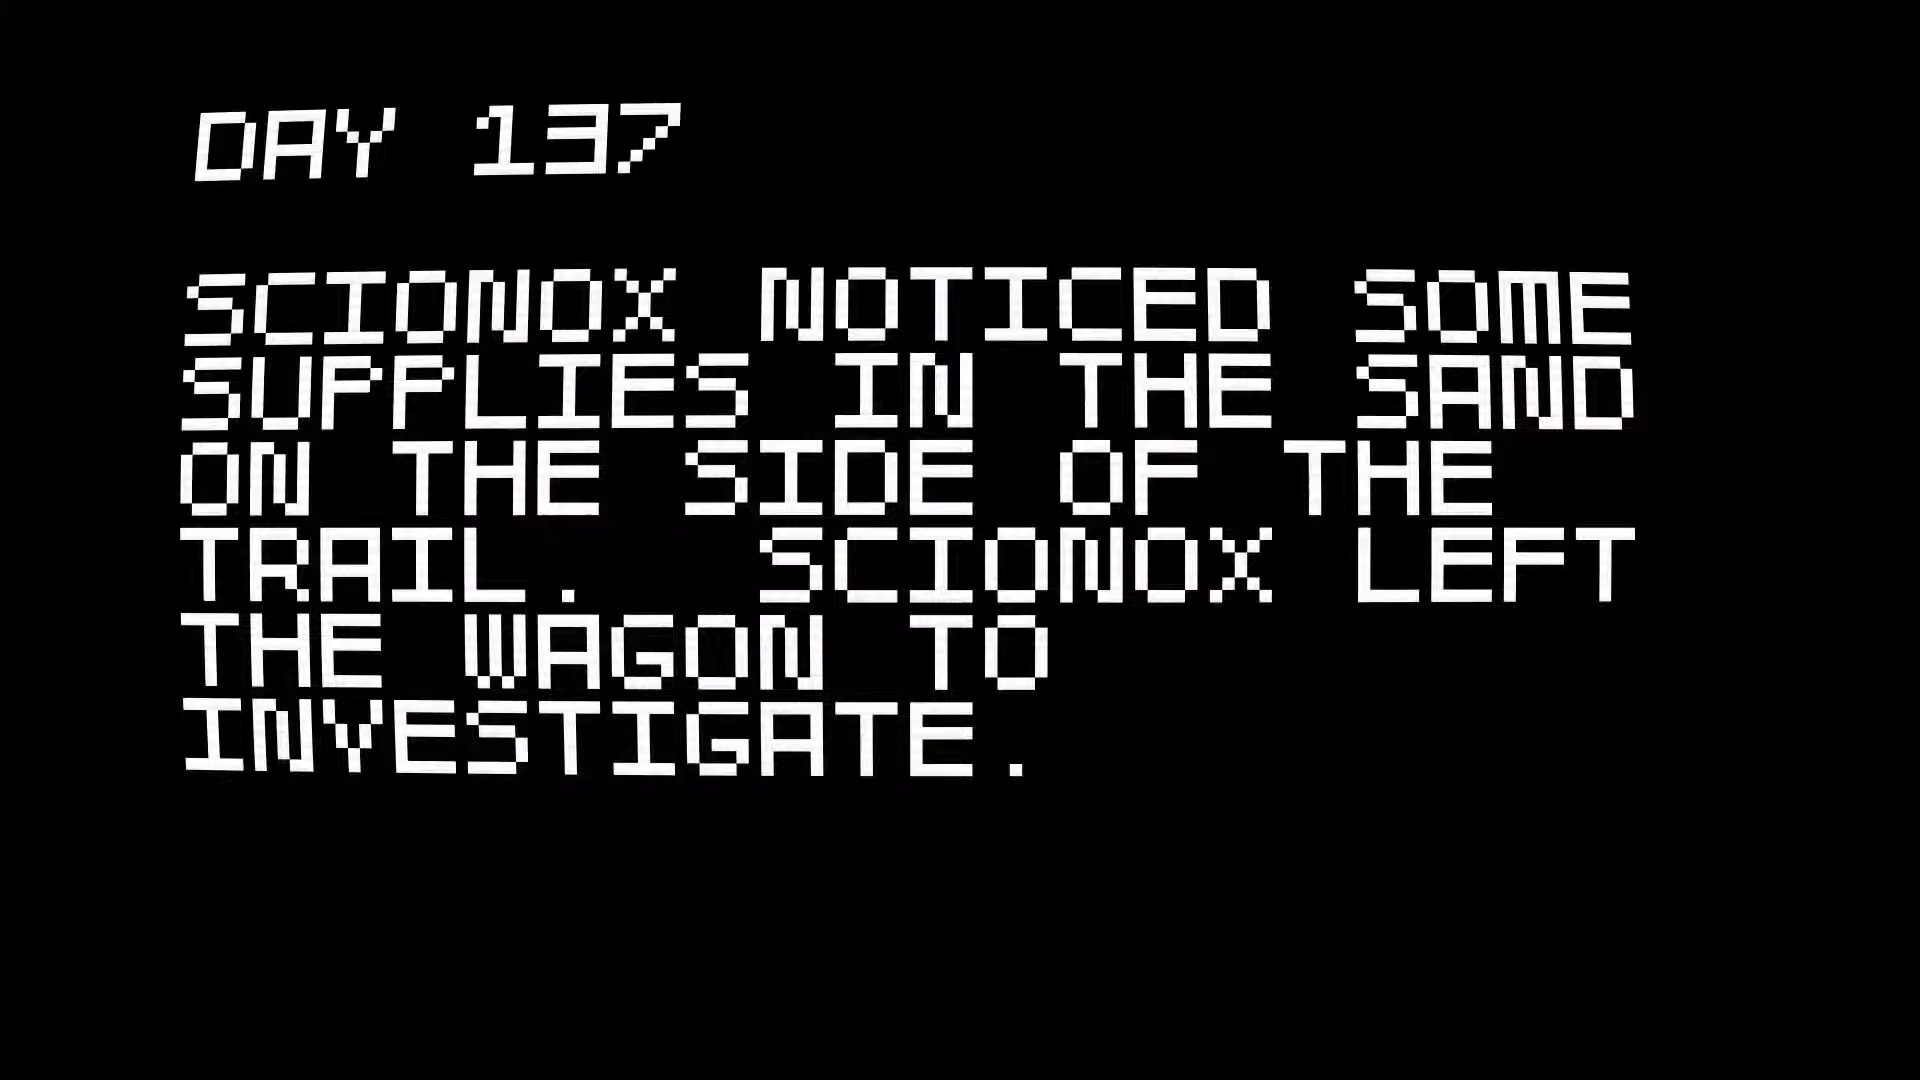 DAY 137
SCIONOX NOTICED SOME
SUPPLIES IN THE SAND
ON THE SIDE OF THE
TRAIL. SCIONOX LEFT
THE WAGON TO
INVESTIGATE.